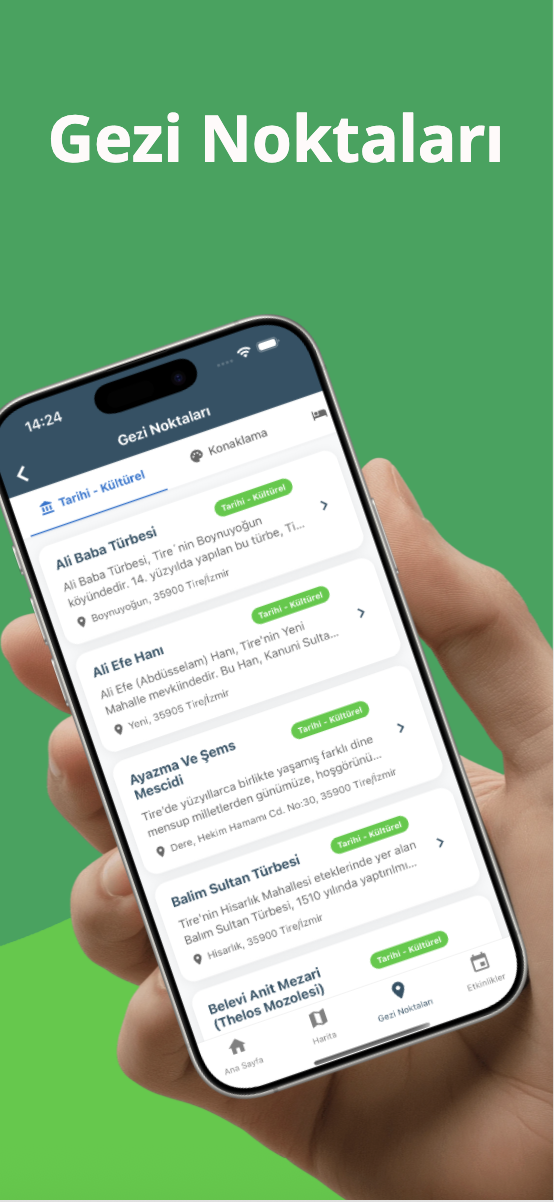 Gezi Noktaları
14:24
Gezi Noktaları
Tarihi - Kültürel
Konaklama
Ali Baba Türbesi
Tarihi - Kültürel
Ali Baba Türbesi, Tire´nin Boynuyoğun
köyündedir. 14. yüzyılda yapılan bu türbe, Ti...
Boynuyoğun, 35900 Tire/İzmir
Ali Efe Hanı
Tarihi - Kültürel
Ali Efe (Abdüsselam) Hanı, Tire'nin Yeni
Mahalle mevkiindedir. Bu Han, Kanuni Sulta...
Yeni, 35905 Tire/İzmir
Ayazma Ve Şems
Mescidi
Tarihi - Kültürel
Tire'de yüzyıllarca birlikte yaşamış farklı dine
mensup milletlerden günümüze, hoşgörünü...
Dere, Hekim Hamamı Cd. No:30, 35900 Tire/İzmir
Balim Sultan Türbesi
Tarihi - Kültürel
Tire'nin Hisarlık Mahallesi eteklerinde yer alan
Balım Sultan Türbesi, 1510 yılında yaptırılmı...
Hisarlık, 35900 Tire/İzmir
Belevi Anit Mezari
(Thelos Mozolesi)
Tarihi - Kültürel
Ana Sayfa
Harita
Gezi Noktaları
Etkinlikler